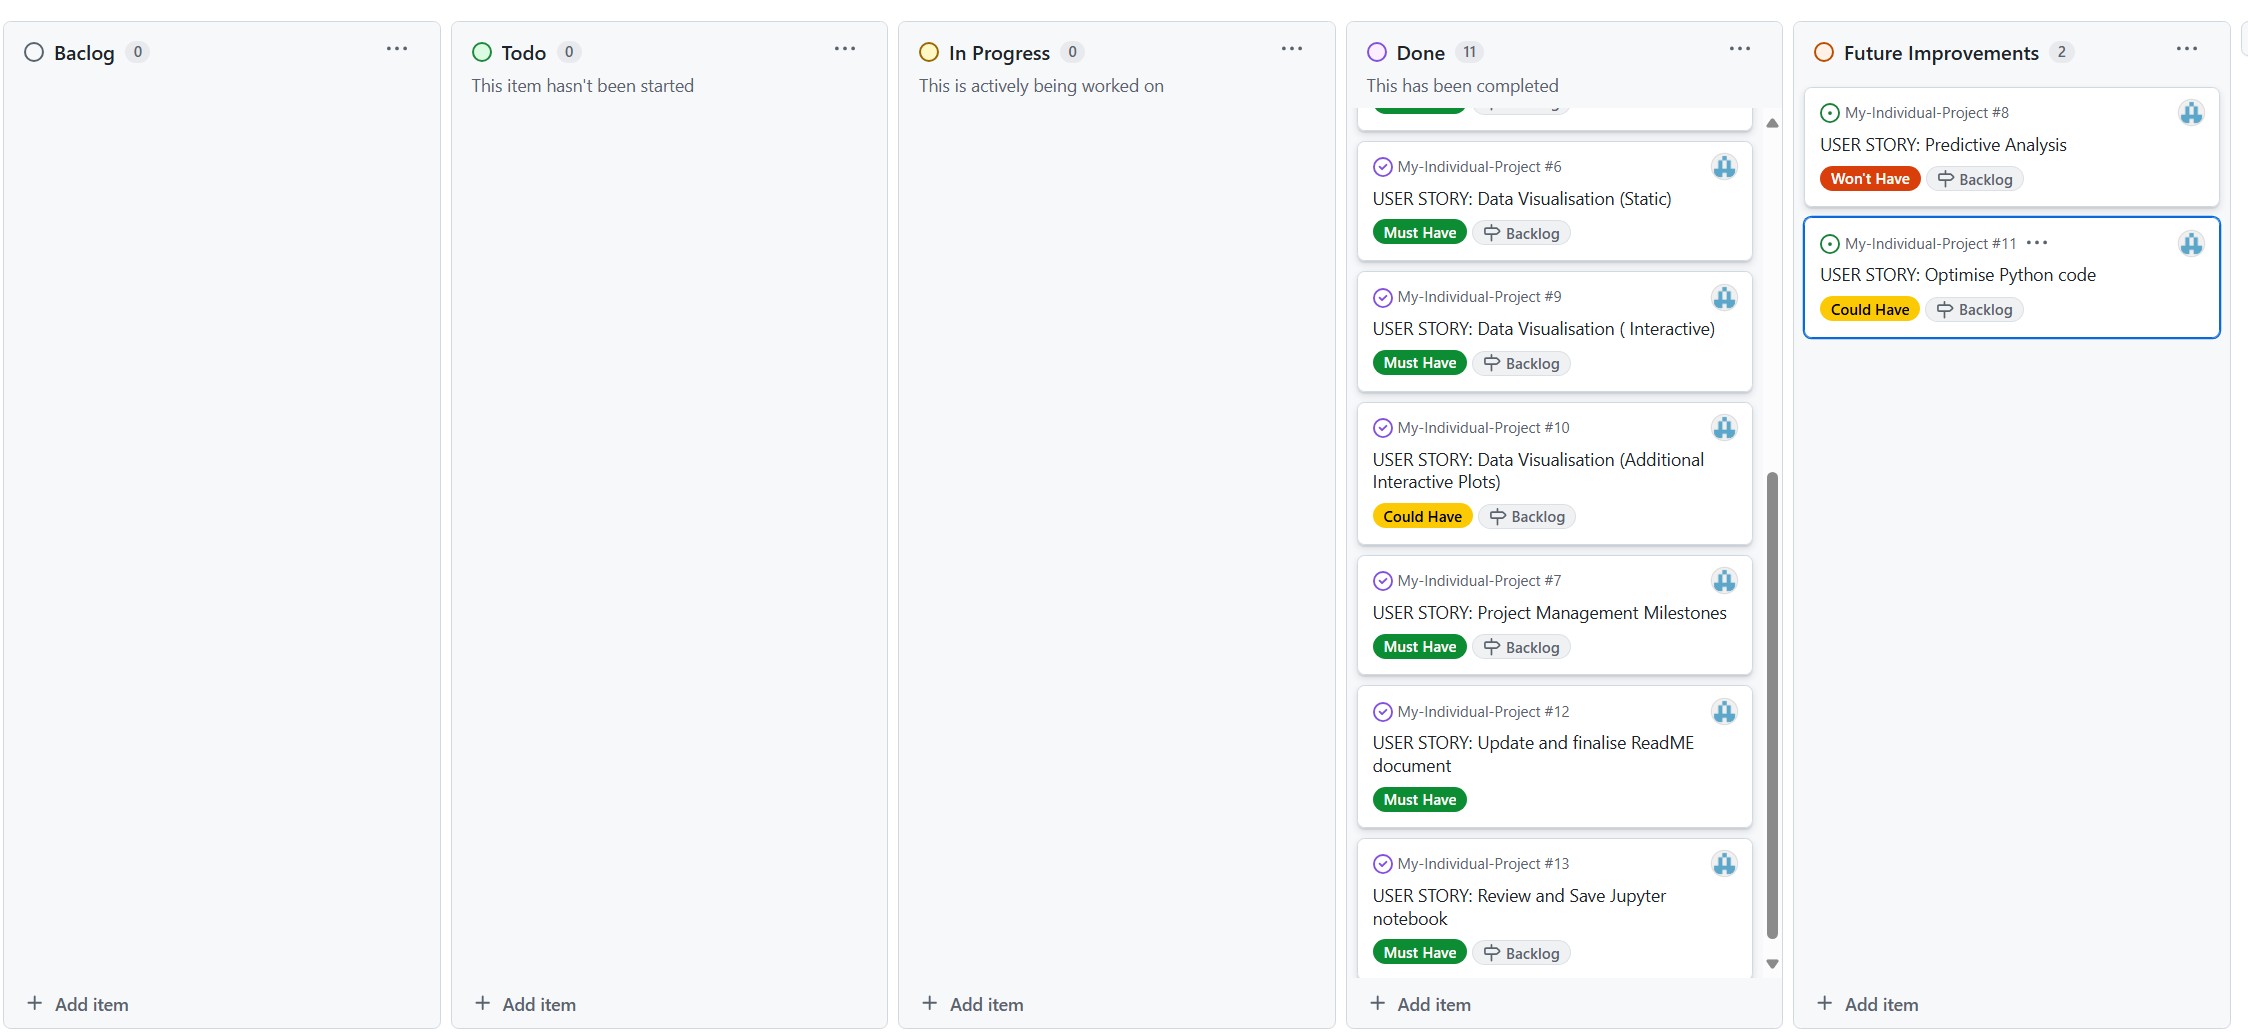 Baclog 0
Todo 0
This item hasn't been started
In Progress 0
This is actively being worked on
Done 11
This has been completed
My-Individual-Project #6
USER STORY: Data Visualisation (Static)
Must Have Backlog
My-Individual-Project #9
USER STORY: Data Visualisation ( Interactive)
Must Have Backlog
My-Individual-Project #10
USER STORY: Data Visualisation (Additional
Interactive Plots)
Could Have Backlog
My-Individual-Project #7
USER STORY: Project Management Milestones
Must Have Backlog
My-Individual-Project #12
USER STORY: Update and finalise ReadME
document
Must Have
My-Individual-Project #13
USER STORY: Review and Save Jupyter
notebook
Must Have Backlog
Future Improvements 2
My-Individual-Project #8
USER STORY: Predictive Analysis
Won't Have Backlog
My-Individual-Project #11
USER STORY: Optimise Python code
Could Have Backlog
Add item
Add item
Add item
Add item
Add item